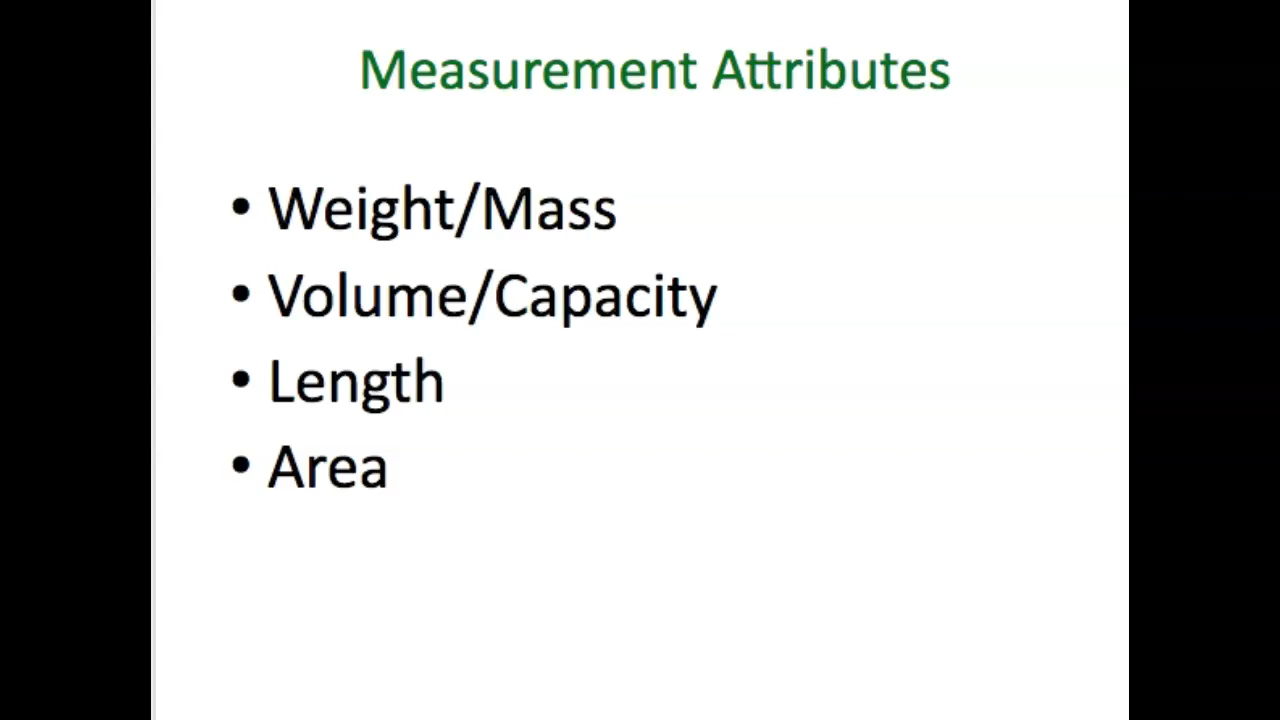 Measurement Attributes
• Weight/Mass
• Volume/Capacity
• Length
• Area